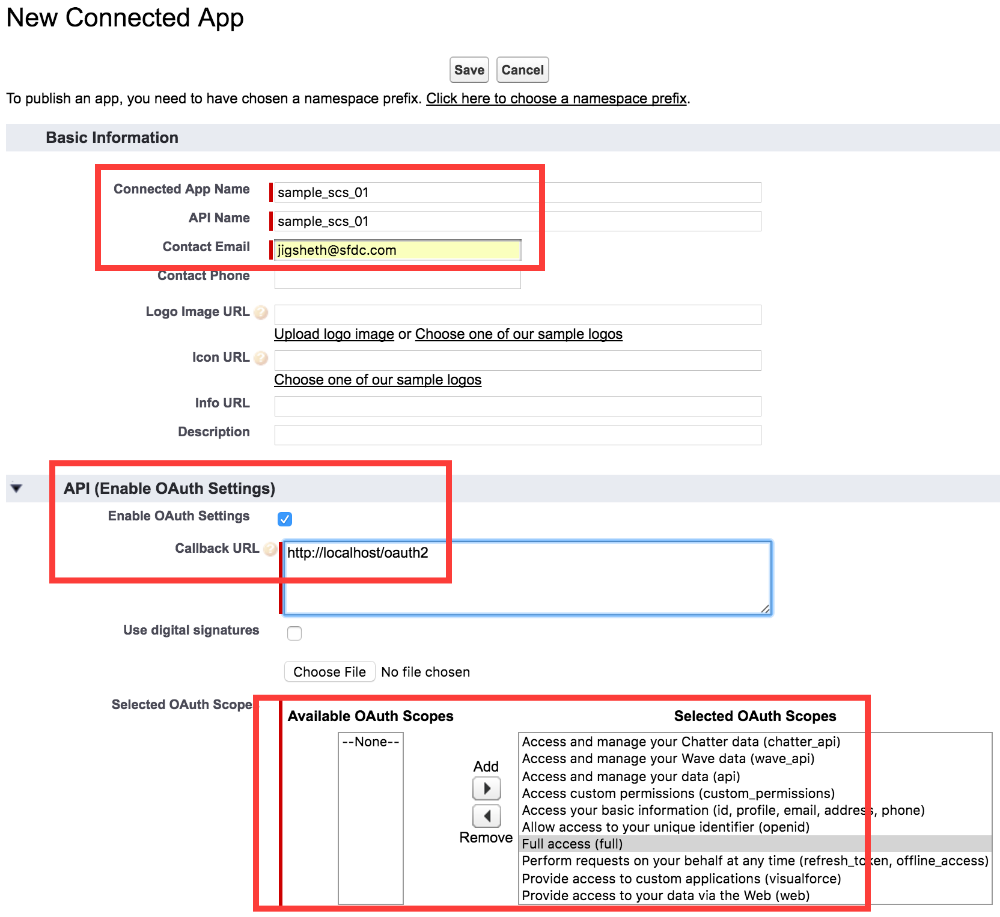 New Connected App
Save Cancel
To publish an app, you need to have chosen a namespace prefix. Click here to choose a namespace prefix.
Basic Information
Connected App Name sample_scs_01
API Name sample_scs_01
Contact Email jigsheth@sfdc.com
Contact Phone
Logo Image URL ?
Upload logo image or Choose one of our sample logos
Icon URL ?
Choose one of our sample logos
Info URL
Description
API (Enable OAuth Settings)
Enable OAuth Settings
Callback URL ? http://localhost/oauth2
Use digital signatures
Choose File No file chosen
Selected OAuth Scopes
Available OAuth Scopes Selected OAuth Scopes
--None--
Add
Remove
Access and manage your Chatter data (chatter_api)
Access and manage your Wave data (wave_api)
Access and manage your data (api)
Access custom permissions (custom_permissions)
Access your basic information (id, profile, email, address, phone)
Allow access to your unique identifier (openid)
Full access (full)
Perform requests on your behalf at any time (refresh_token, offline_access)
Provide access to custom applications (visualforce)
Provide access to your data via the Web (web)